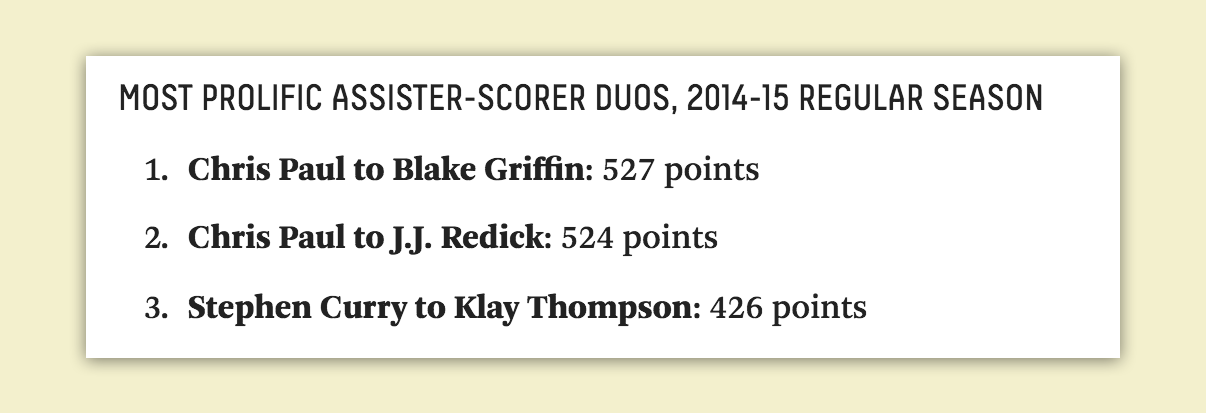 MOST PROLIFIC ASSISTER-SCORER DUOS, 2014-15 REGULAR SEASON
1. Chris Paul to Blake Griffin: 527 points
2. Chris Paul to J.J. Redick: 524 points
3. Stephen Curry to Klay Thompson: 426 points